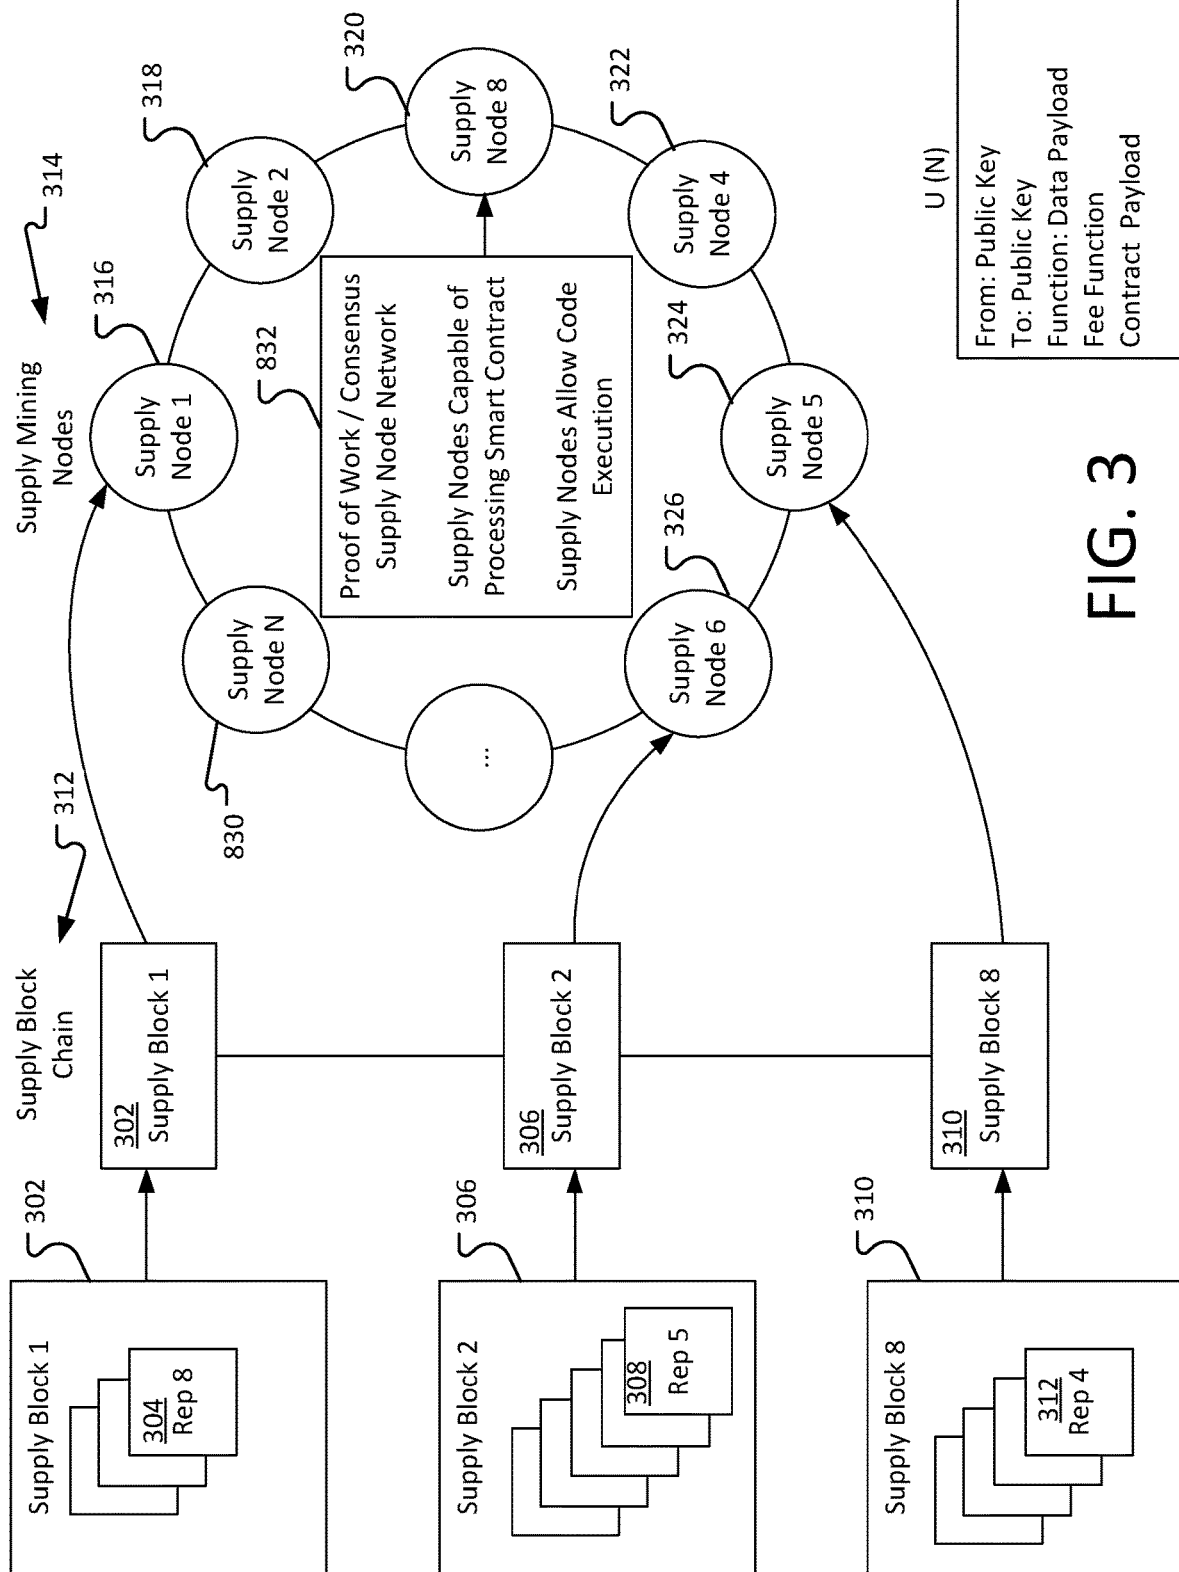 Supply Block 1
304
Rep 8
302
Supply Block 2
308
Rep 5
306
Supply Block 8
312
Rep 4
310
Supply Block
Chain
312
302
Supply Block 1
306
Supply Block 2
310
Supply Block 8
Supply Mining
Nodes
314
Supply
Node 1
316
Supply
Node 2
318
Supply
Node 8
320
Supply
Node 4
322
Supply
Node 5
324
Supply
Node 6
326
...
Supply
Node N
830
832
Proof of Work / Consensus
Supply Node Network
Supply Nodes Capable of
Processing Smart Contract
Supply Nodes Allow Code
Execution
U (N)
From: Public Key
To: Public Key
Function: Data Payload
Fee Function
Contract Payload
FIG. 3